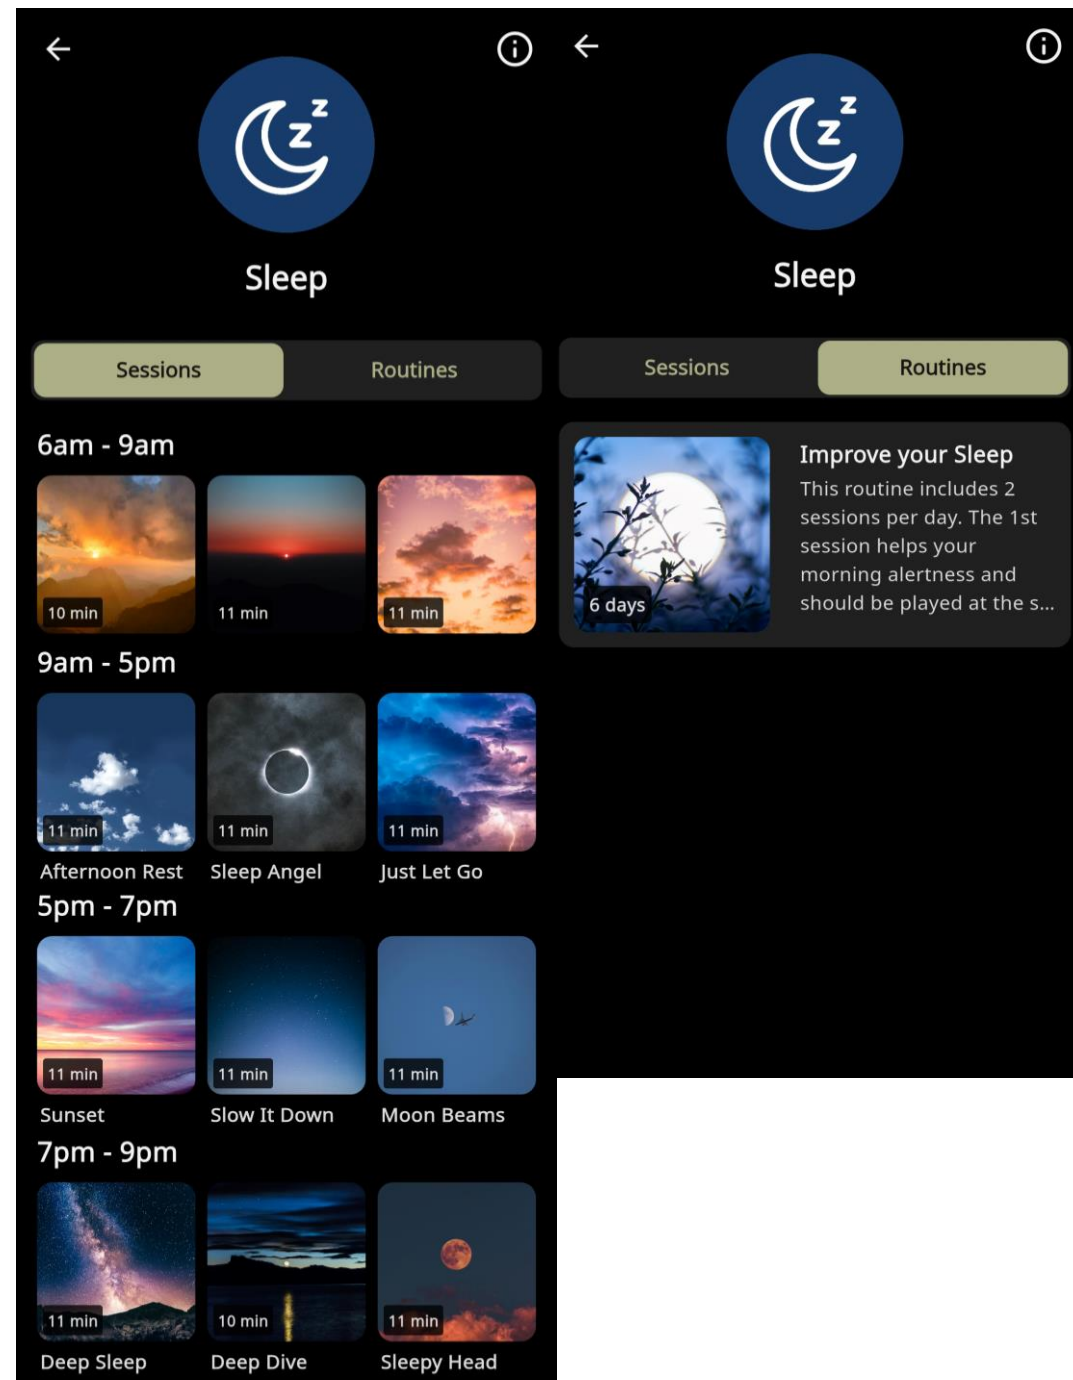 z z
Sleep
Sessions Routines
6am - 9am
10 min 11 min 11 min
9am - 5pm
11 min 11 min 11 min
Afternoon Rest Sleep Angel Just Let Go
5pm - 7pm
11 min 11 min 11 min
Sunset Slow It Down Moon Beams
7pm - 9pm
11 min 10 min 11 min
Deep Sleep Deep Dive Sleepy Head
z z
Sleep
Sessions Routines
Improve your Sleep
This routine includes 2
sessions per day. The 1st
session helps your
morning alertness and
should be played at the s...
6 days